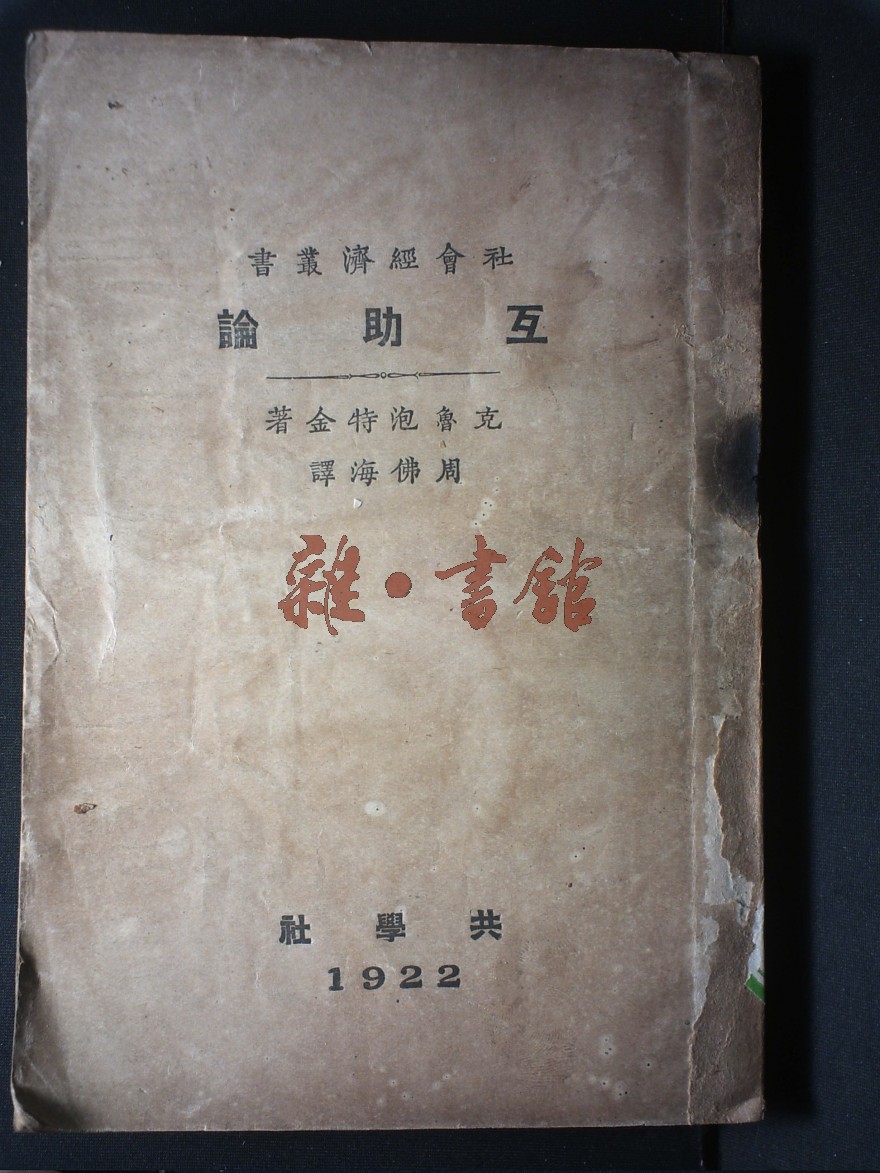 社會經濟叢書
互助論
克魯泡特金著
周佛海譯
雜·書館
共學社
1922